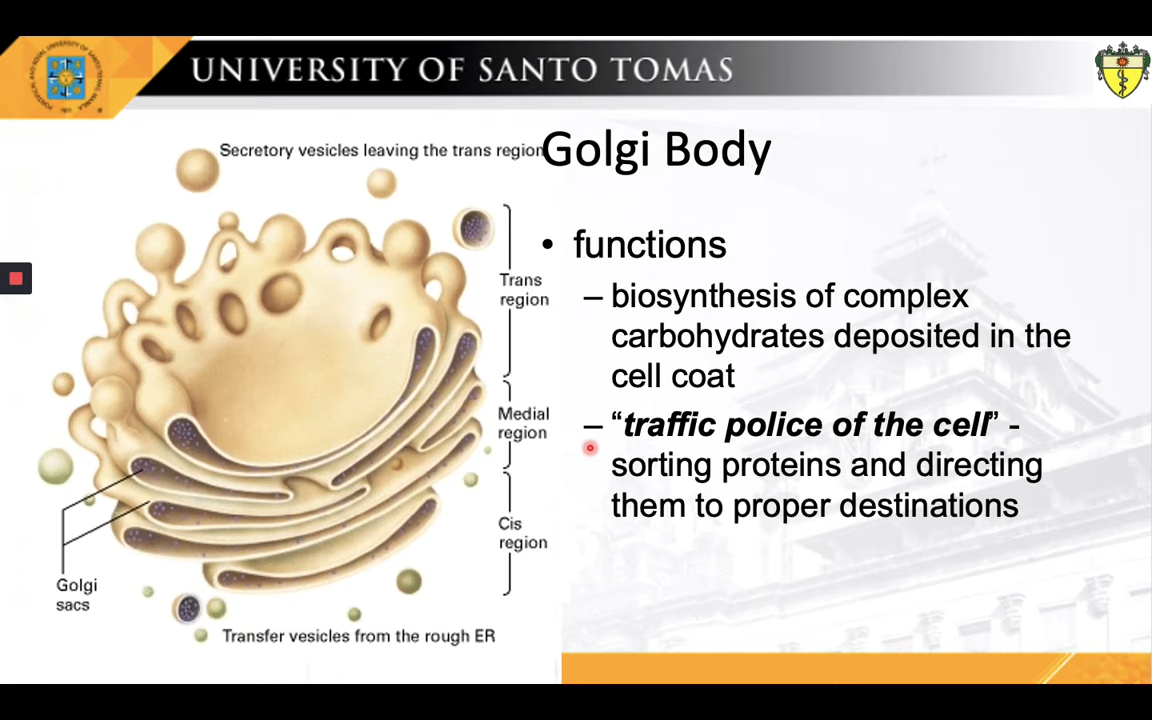 UNIVERSITY OF SANTO TOMAS
Secretory vesicles leaving the trans region
Golgi Body
• functions
– biosynthesis of complex
carbohydrates deposited in the
cell coat
– “traffic police of the cell” -
sorting proteins and directing
them to proper destinations
Trans
region
Medial
region
Cis
region
Golgi
sacs
Transfer vesicles from the rough ER